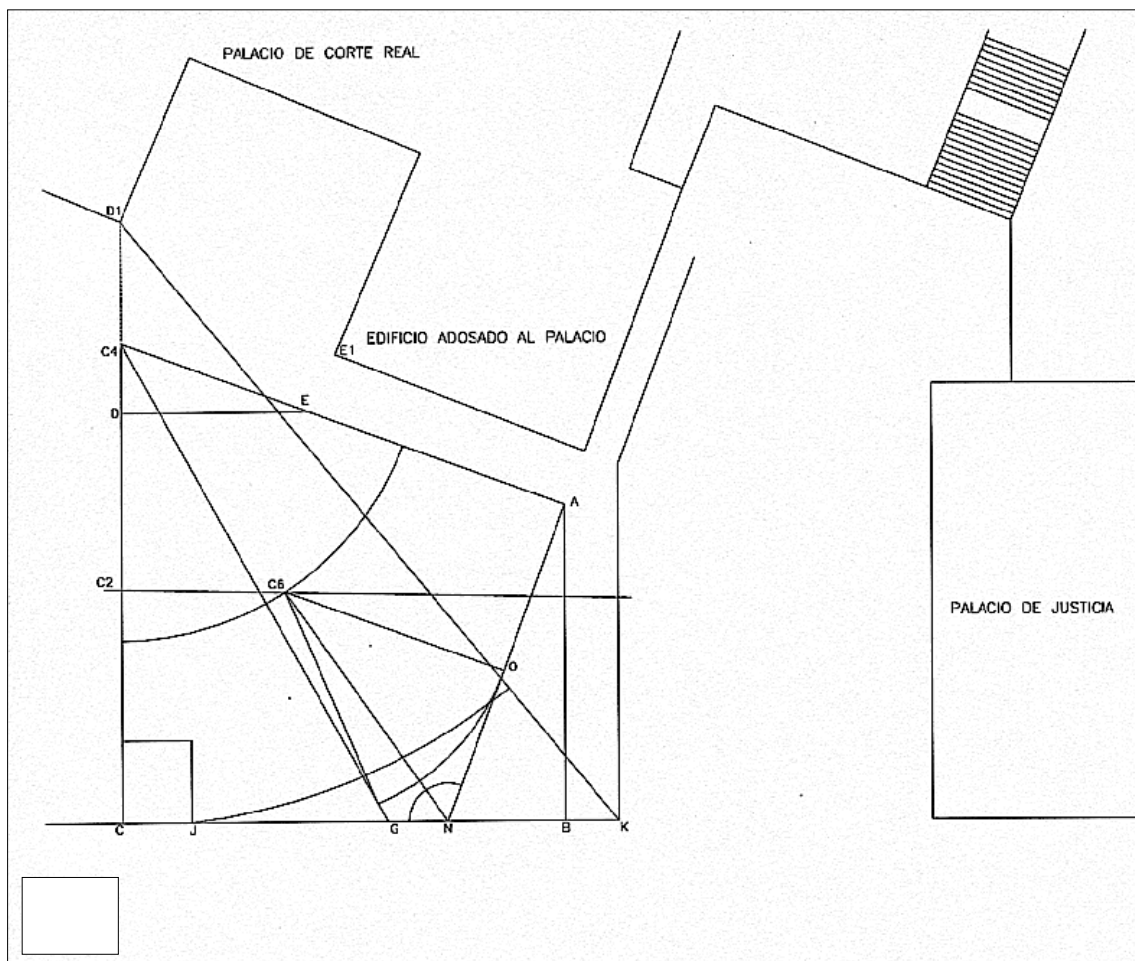 PALACIO DE CORTE REAL
D1
EDIFICIO ADOSADO AL PALACIO
E1
C4
E
D
A
C2
C6
PALACIO DE JUSTICIA
O
C
J
G
N
B
K